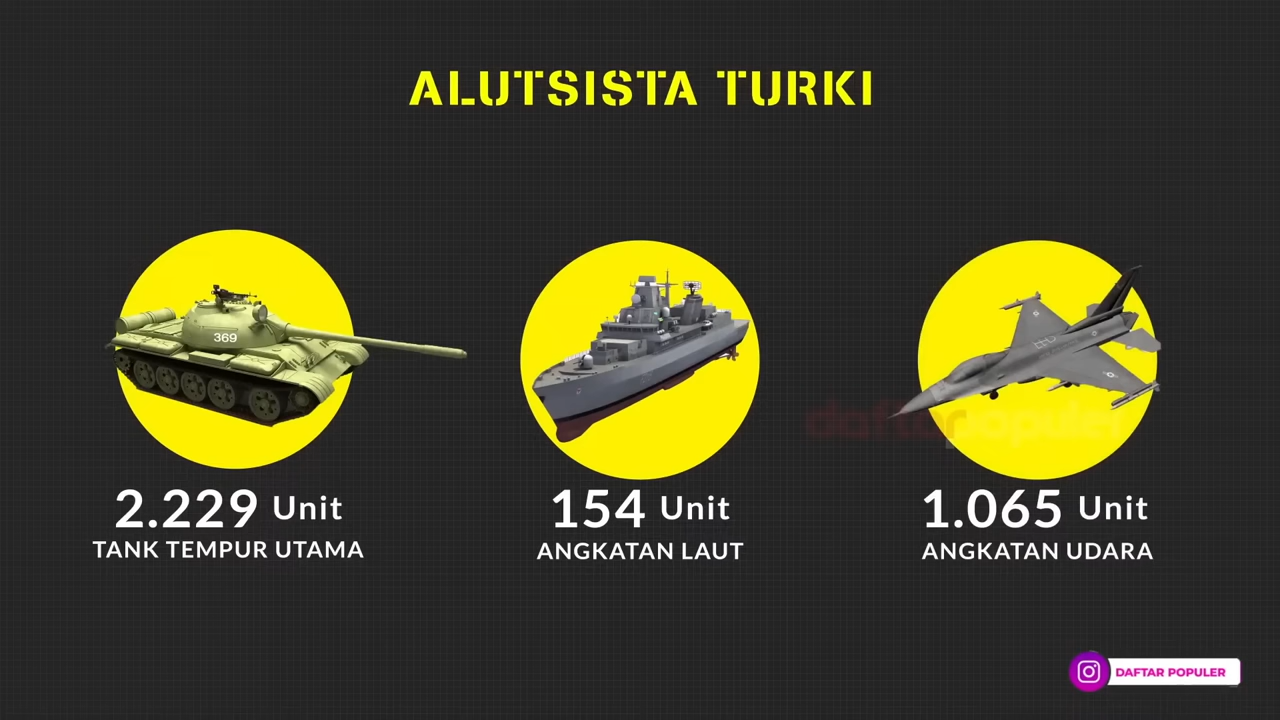 ALUTSISTA TURKI
369
2.229 Unit
TANK TEMPUR UTAMA
154 Unit
ANGKATAN LAUT
1.065 Unit
ANGKATAN UDARA
daftarpopuler
DAFTAR POPULER